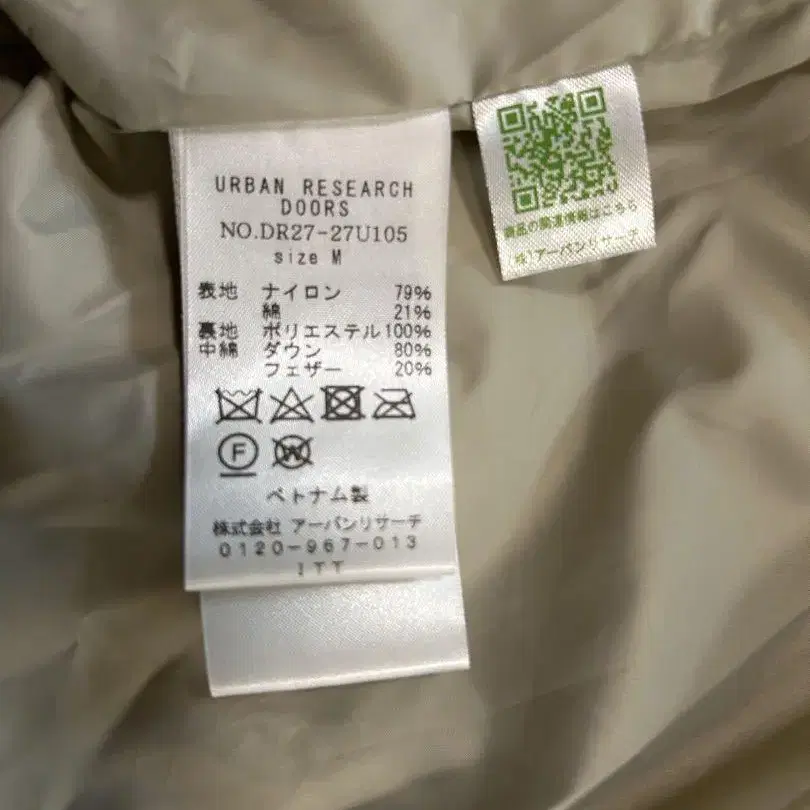 URBAN RESEARCH
DOORS
NO.DR27-27U105
size M
表地 ナイロン 79%
綿 21%
裏地 ポリエステル 100%
中綿 ダウン 80%
フェザー 20%
F
W
ベトナム製
株式会社 アーバンリサーチ
0120-967-013
ITT
商品の関連情報はこちら
(株)アーバンリサーチ